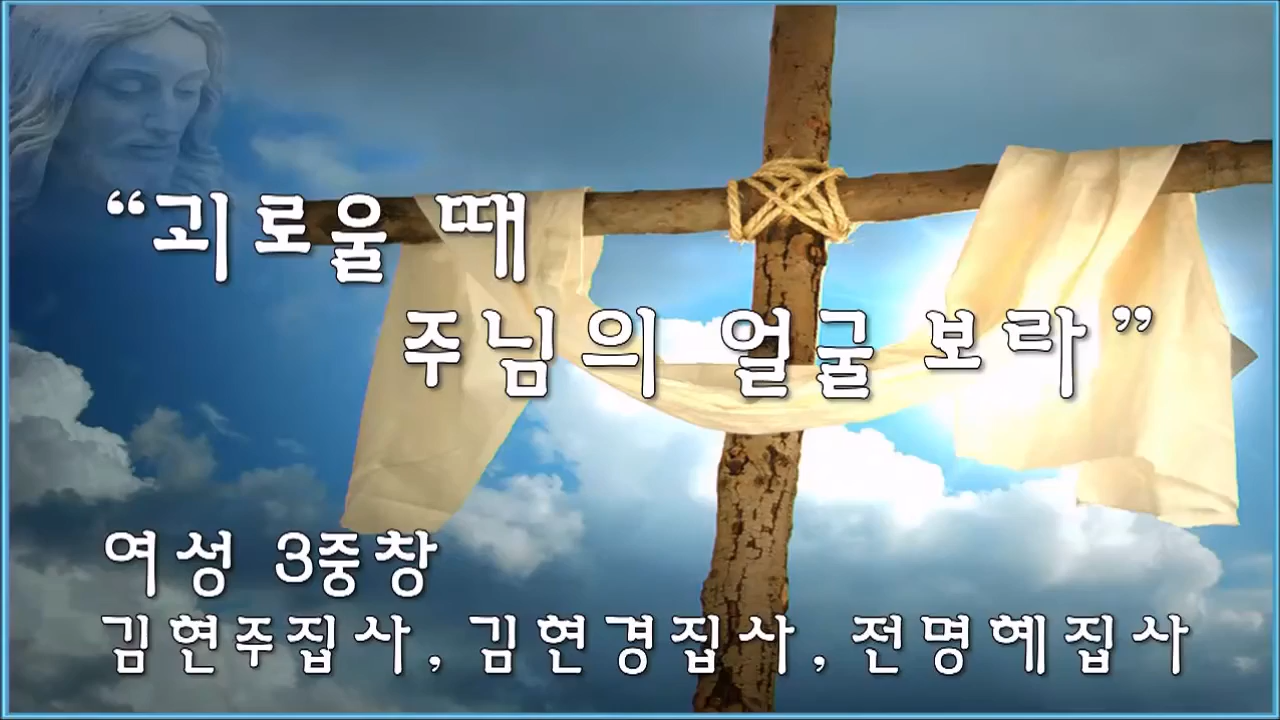 “괴로울 때
주님의 얼굴 보라”
여성 3중창
김현주집사, 김현경집사, 전명혜집사